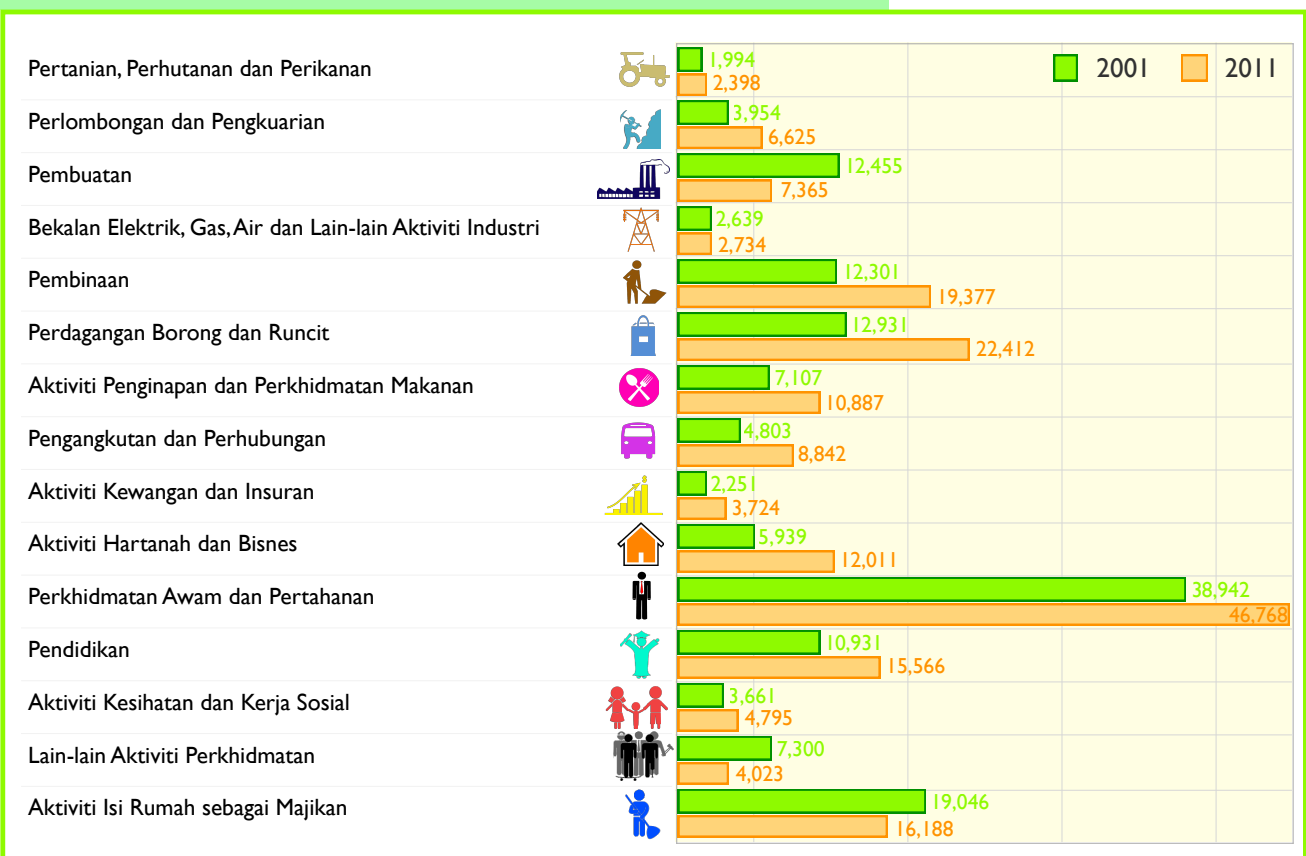 2001 2011
Pertanian, Perhutanan dan Perikanan 1,994
2,398
Perlombongan dan Pengkuarian 3,954
6,625
Pembuatan 12,455
7,365
Bekalan Elektrik, Gas, Air dan Lain-lain Aktiviti Industri 2,639
2,734
Pembinaan 12,301
19,377
Perdagangan Borong dan Runcit 12,931
22,412
Aktiviti Penginapan dan Perkhidmatan Makanan 7,107
10,887
Pengangkutan dan Perhubungan 4,803
8,842
Aktiviti Kewangan dan Insuran 2,251
3,724
Aktiviti Hartanah dan Bisnes 5,939
12,011
Perkhidmatan Awam dan Pertahanan 38,942
46,768
Pendidikan 10,931
15,566
Aktiviti Kesihatan dan Kerja Sosial 3,661
4,795
Lain-lain Aktiviti Perkhidmatan 7,300
4,023
Aktiviti Isi Rumah sebagai Majikan 19,046
16,188